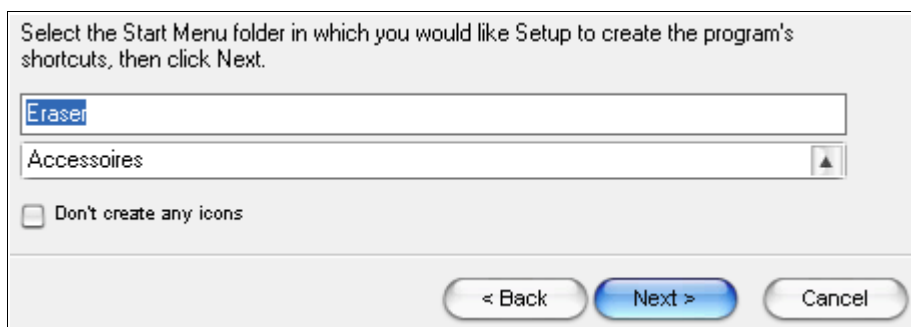 Select the Start Menu folder in which you would like Setup to create the program's
shortcuts, then click Next.
Eraser
Accessoires
Don't create any icons
< Back Next > Cancel